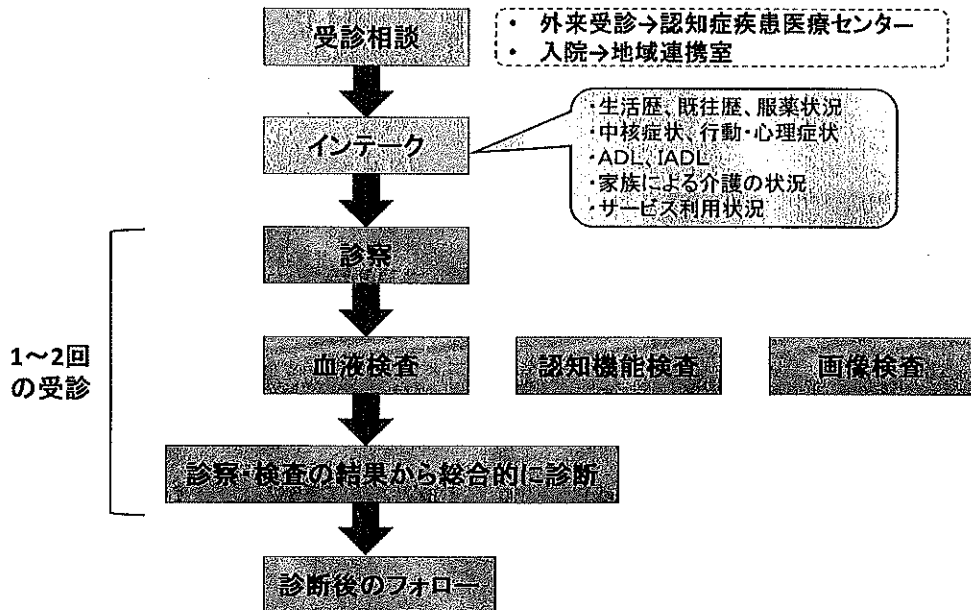 受診相談
・ 外来受診→認知症疾患医療センター
・ 入院→地域連携室
インテーク
・生活歴、既往歴、服薬状況
・中核症状、行動・心理症状
・ADL、IADL
・家族による介護の状況
・サービス利用状況
診察
1～2回
の受診
血液検査
認知機能検査
画像検査
診察・検査の結果から総合的に診断
診断後のフォロー